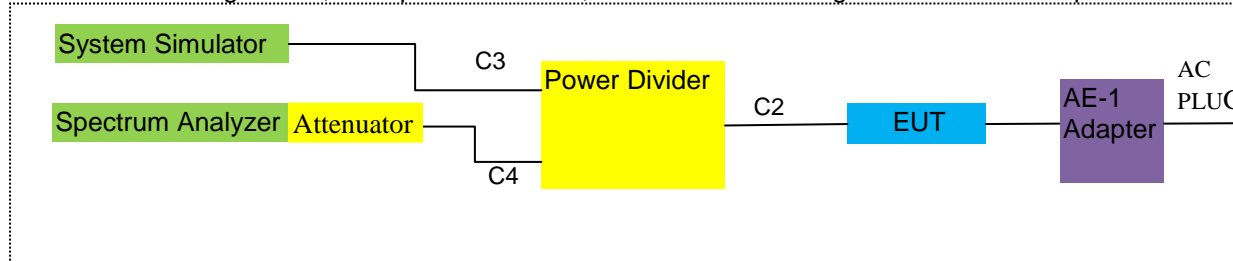 System Simulator
C3
Power Divider
AC
PLUG
AE-1
Adapter
Spectrum Analyzer Attenuator
C2
EUT
C4